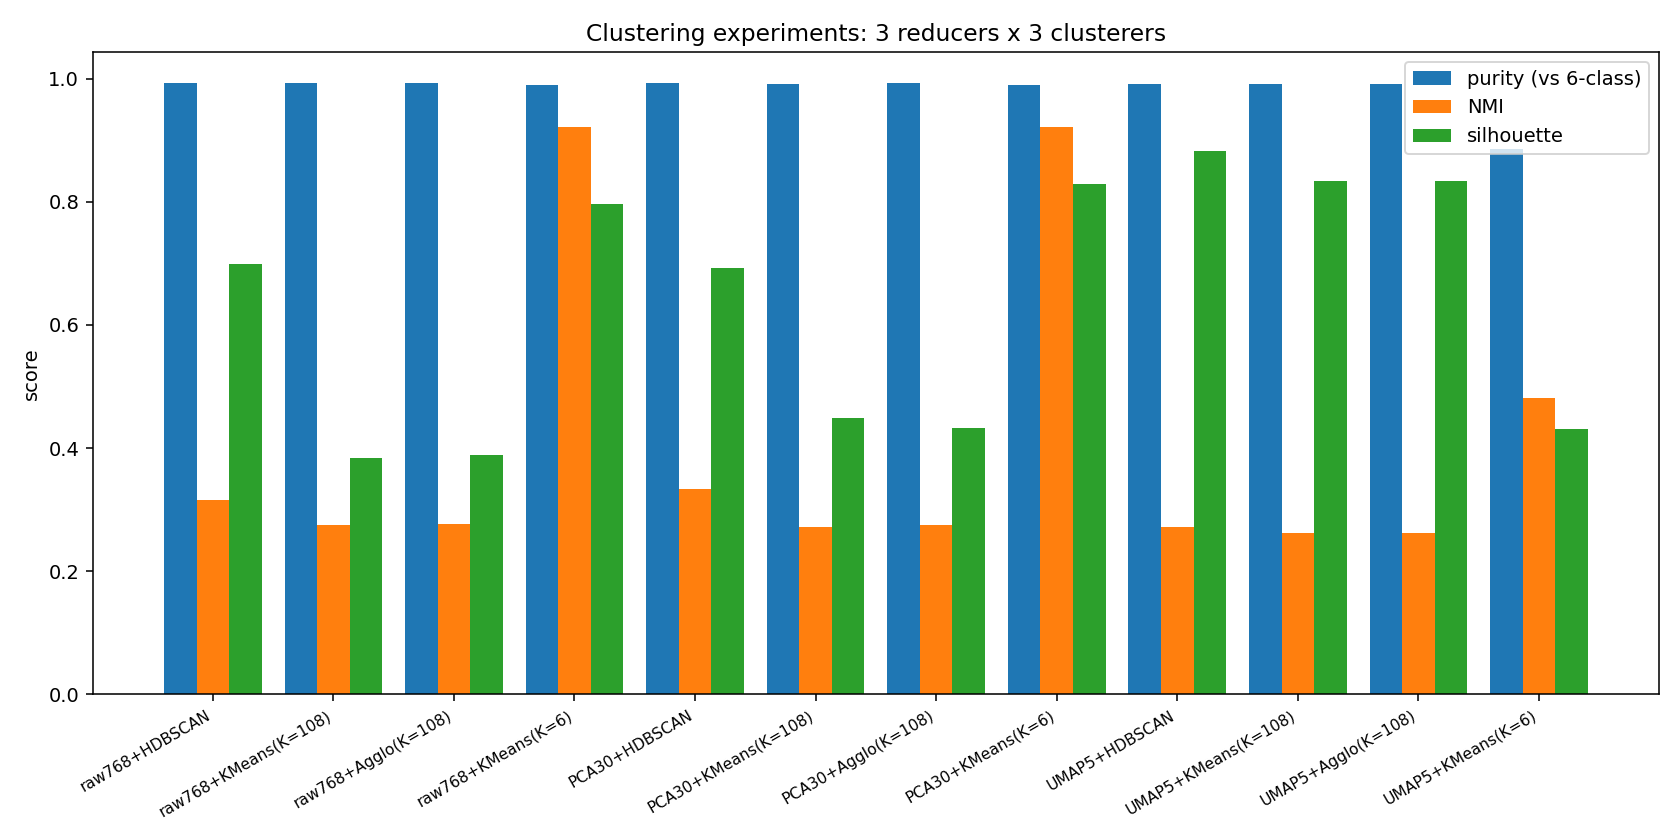 Clustering experiments: 3 reducers x 3 clusterers
purity (vs 6-class)
NMI
silhouette
score
1.0
0.8
0.6
0.4
0.2
0.0
raw768+HDBSCAN
raw768+KMeans(K=108)
raw768+Agglo(K=108)
raw768+KMeans(K=6)
PCA30+HDBSCAN
PCA30+KMeans(K=108)
PCA30+Agglo(K=108)
PCA30+KMeans(K=6)
UMAP5+HDBSCAN
UMAP5+KMeans(K=108)
UMAP5+Agglo(K=108)
UMAP5+KMeans(K=6)